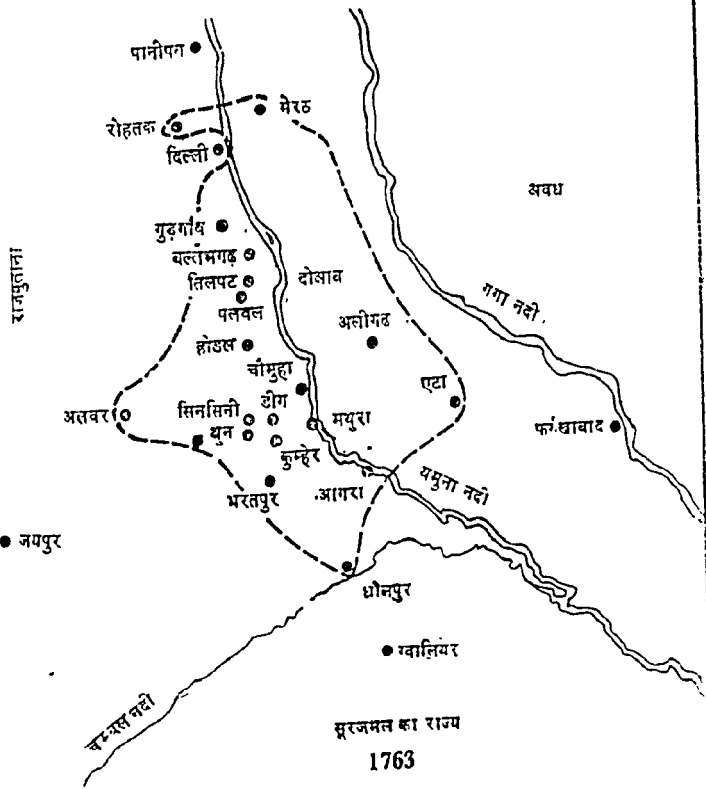 पानीपत
मेरठ
रोहतक
दिल्ली
अवध
गुढ़गाँव
बल्लभगढ़
राजपुताना
तिलपट
दोआब
पलवल
गंगा नदी
अलीगढ
होडल
चौमुहा
एटा
अलवर
सिनसिनी
डीग
मथुरा
फर्रुखाबाद
थुन
कुम्हेर
भरतपुर
आगरा
यमुना नदी
जयपुर
धौलपुर
ग्वालियर
चम्बल नदी
सूरजमल का राज्य
1763